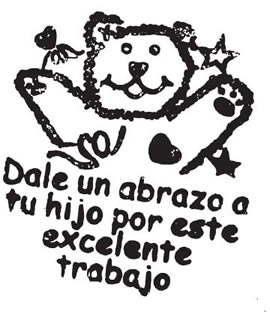 Dale un abrazo a
tu hijo por este
excelente
trabajo